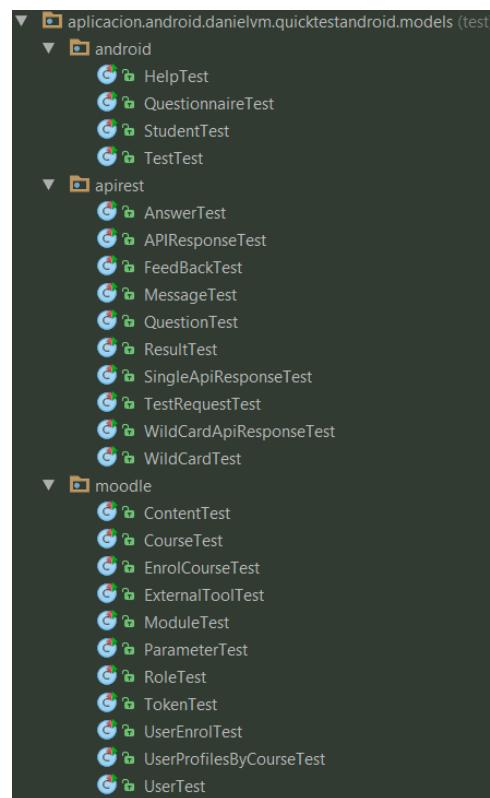 aplicacion.android.danielvm.quicktestandroid.models (test
android
HelpTest
QuestionnaireTest
StudentTest
TestTest
apirest
AnswerTest
APIResponseTest
FeedBackTest
MessageTest
QuestionTest
ResultTest
SingleApiResponseTest
TestRequestTest
WildCardApiResponseTest
WildCardTest
moodle
ContentTest
CourseTest
EnrolCourseTest
ExternalToolTest
ModuleTest
ParameterTest
RoleTest
TokenTest
UserEnrolTest
UserProfilesByCourseTest
UserTest